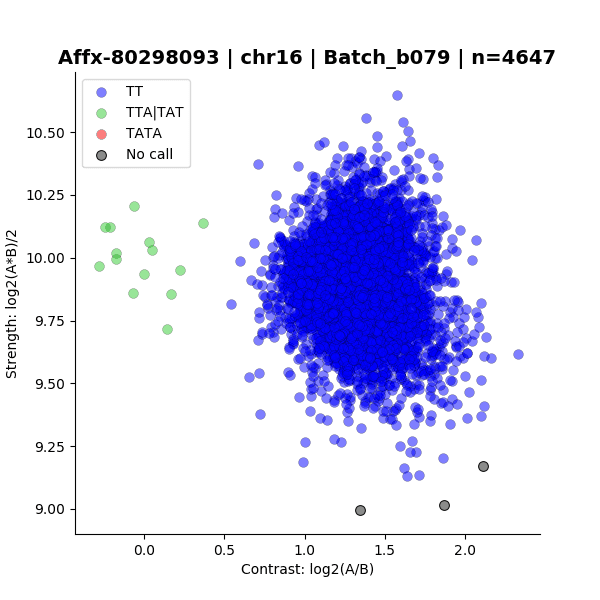 Affx-80298093 | chr16 | Batch_b079 | n=4647
TT
TTA|TAT
TATA
No call
10.50
10.25
10.00
9.75
9.50
9.25
9.00
Strength: log2(A*B)/2
0.0 0.5 1.0 1.5 2.0
Contrast: log2(A/B)